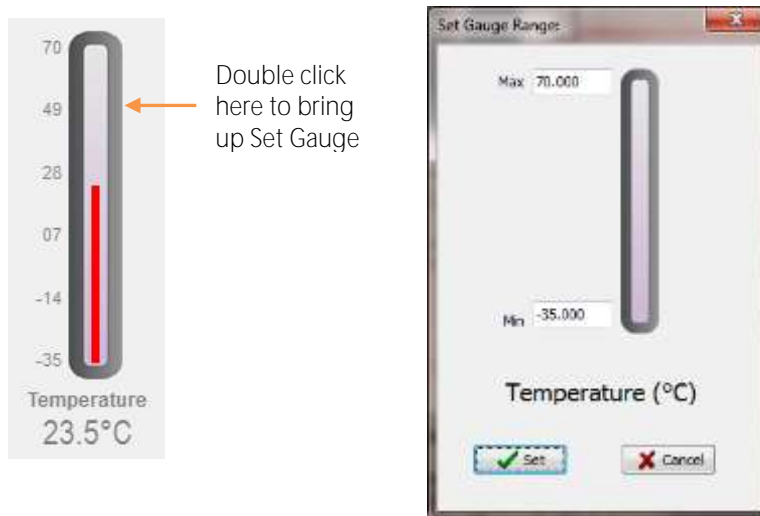 70
49
28
07
-14
-35
Temperature
23.5°C
Double click
here to bring
up Set Gauge
Set Gauge Ranges
Max 70.000
Min -35.000
Temperature (°C)
Set
Cancel